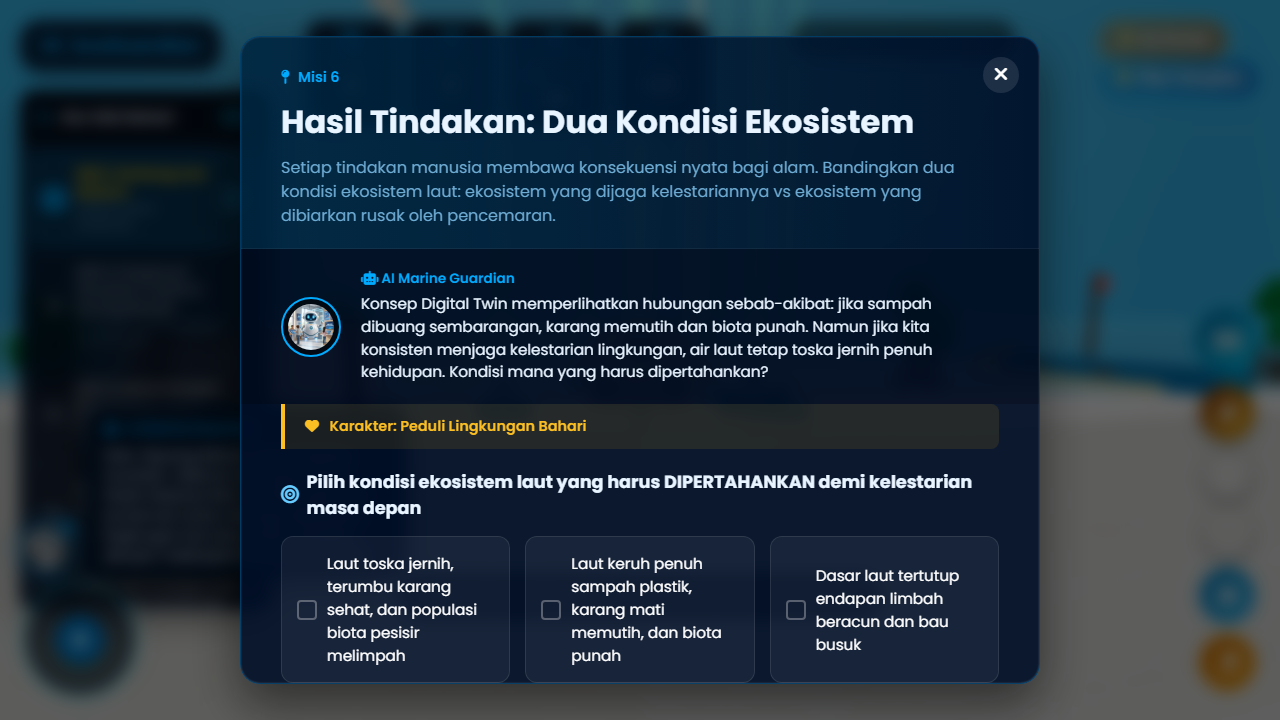 Misi 6
Hasil Tindakan: Dua Kondisi Ekosistem
Setiap tindakan manusia membawa konsekuensi nyata bagi alam. Bandingkan dua
kondisi ekosistem laut: ekosistem yang dijaga kelestariannya vs ekosistem yang
dibiarkan rusak oleh pencemaran.
AI Marine Guardian
Konsep Digital Twin memperlihatkan hubungan sebab-akibat: jika sampah
dibuang sembarangan, karang memutih dan biota punah. Namun jika kita
konsisten menjaga kelestarian lingkungan, air laut tetap toska jernih penuh
kehidupan. Kondisi mana yang harus dipertahankan?
Karakter: Peduli Lingkungan Bahari
Pilih kondisi ekosistem laut yang harus DIPERTAHANKAN demi kelestarian
masa depan
Laut toska jernih,
terumbu karang
sehat, dan populasi
biota pesisir
melimpah
Laut keruh penuh
sampah plastik,
karang mati
memutih, dan biota
punah
Dasar laut tertutup
endapan limbah
beracun dan bau
busuk